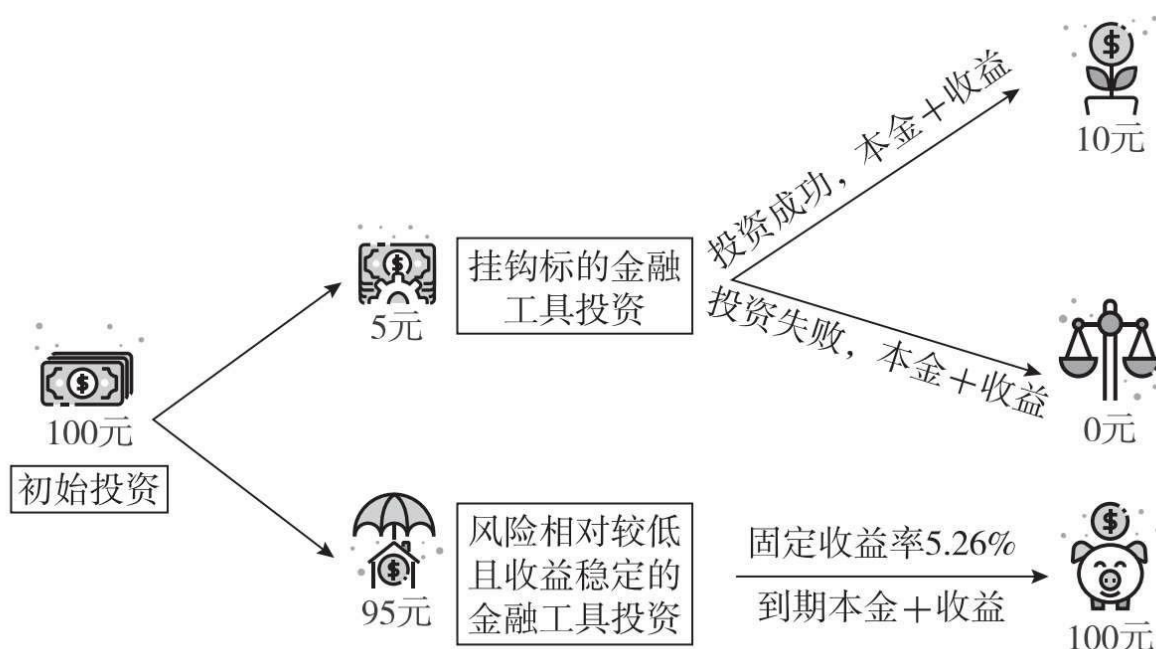 10元
投资成功，本金+收益
挂钩标的金融
工具投资
5元
投资失败，本金+收益
0元
100元
初始投资
风险相对较低
且收益稳定的
金融工具投资
95元
固定收益率5.26%
到期本金+收益
100元